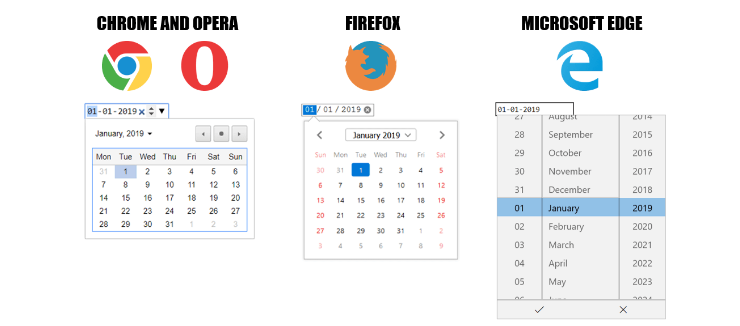 CHROME AND OPERA
FIREFOX
MICROSOFT EDGE
01-01-2019
January, 2019
Mon Tue Wed Thu Fri Sat Sun
31 1 2 3 4 5 6
7 8 9 10 11 12 13
14 15 16 17 18 19 20
21 22 23 24 25 26 27
28 29 30 31 1 2 3
01 / 01 / 2019
January 2019
Sun Mon Tue Wed Thu Fri Sat
30 31 1 2 3 4 5
6 7 8 9 10 11 12
13 14 15 16 17 18 19
20 21 22 23 24 25 26
27 28 29 30 31 1 2
3 4 5 6 7 8 9
01-01-2019
27 August 2014
28 September 2015
29 October 2016
30 November 2017
31 December 2018
01 January 2019
02 February 2020
03 March 2021
04 April 2022
05 May 2023